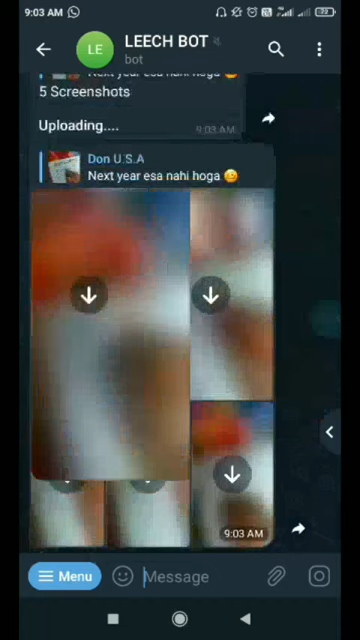 9:03 AM
LE
LEECH BOT
bot
Next year esa nahi hoga
5 Screenshots
Uploading....
9:03 AM
Don U.S.A
Next year esa nahi hoga 🫡
9:03 AM
Menu
Message